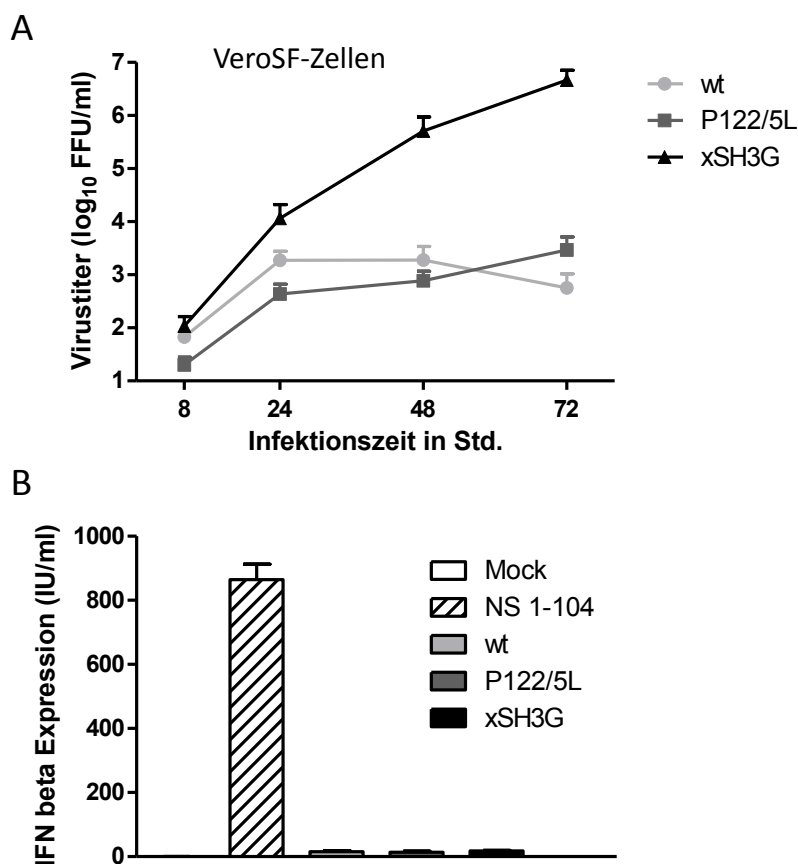 A
VeroSF-Zellen
Virustiter (log10 FFU/ml)
7
6
5
4
3
2
1
8 24 48 72
Infektionszeit in Std.
wt
P122/5L
xSH3G
B
IFN beta Expression (IU/ml)
1000
800
600
400
200
0
Mock
NS 1-104
wt
P122/5L
xSH3G